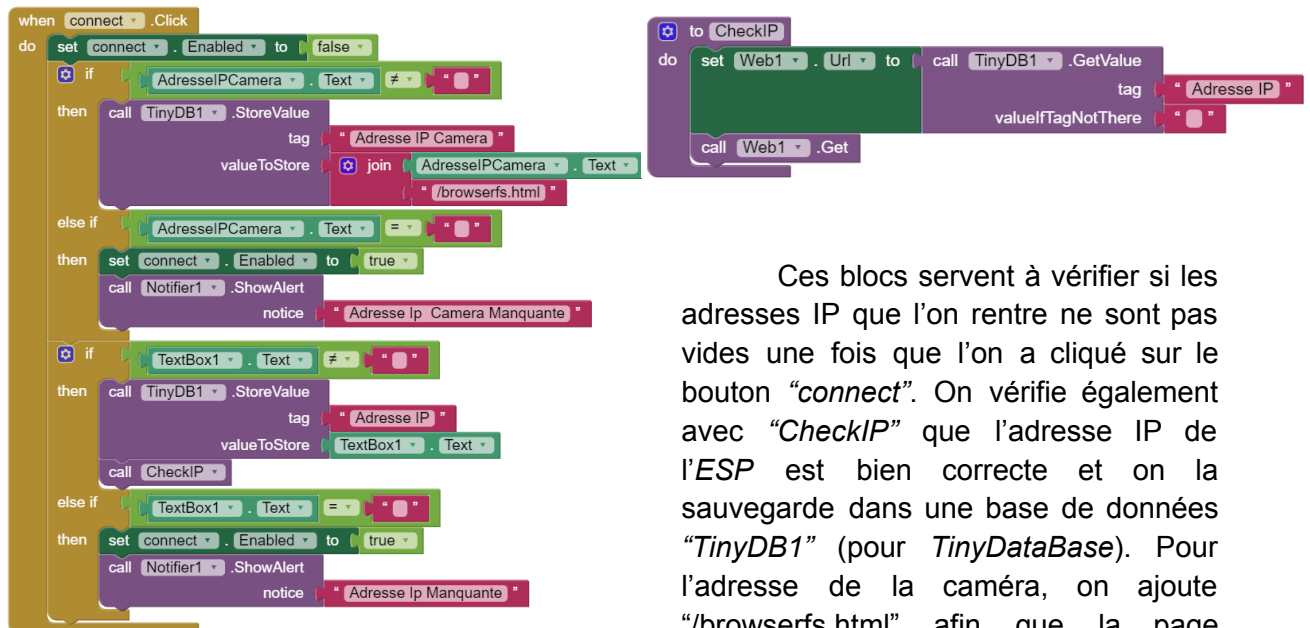 when connect .Click
do set connect . Enabled to false
if AdresseIPCamera . Text ≠ " "
then call TinyDB1 .StoreValue
tag " Adresse IP Camera "
valueToStore join AdresseIPCamera . Text
" /browserfs.html "
else if AdresseIPCamera . Text = " "
then set connect . Enabled to true
call Notifier1 .ShowAlert
notice " Adresse Ip Camera Manquante "
if TextBox1 . Text ≠ " "
then call TinyDB1 .StoreValue
tag " Adresse IP "
valueToStore TextBox1 . Text
call CheckIP
else if TextBox1 . Text = " "
then set connect . Enabled to true
call Notifier1 .ShowAlert
notice " Adresse Ip Manquante "
to CheckIP
do set Web1 . Url to call TinyDB1 .GetValue
tag " Adresse IP "
valueIfTagNotThere " "
call Web1 .Get
Ces blocs servent à vérifier si les
adresses IP que l'on rentre ne sont pas
vides une fois que l'on a cliqué sur le
bouton "connect". On vérifie également
avec "CheckIP" que l'adresse IP de
l'ESP est bien correcte et on la
sauvegarde dans une base de données
"TinyDB1" (pour TinyDataBase). Pour
l'adresse de la caméra, on ajoute
"/browserfs.html" afin que la page